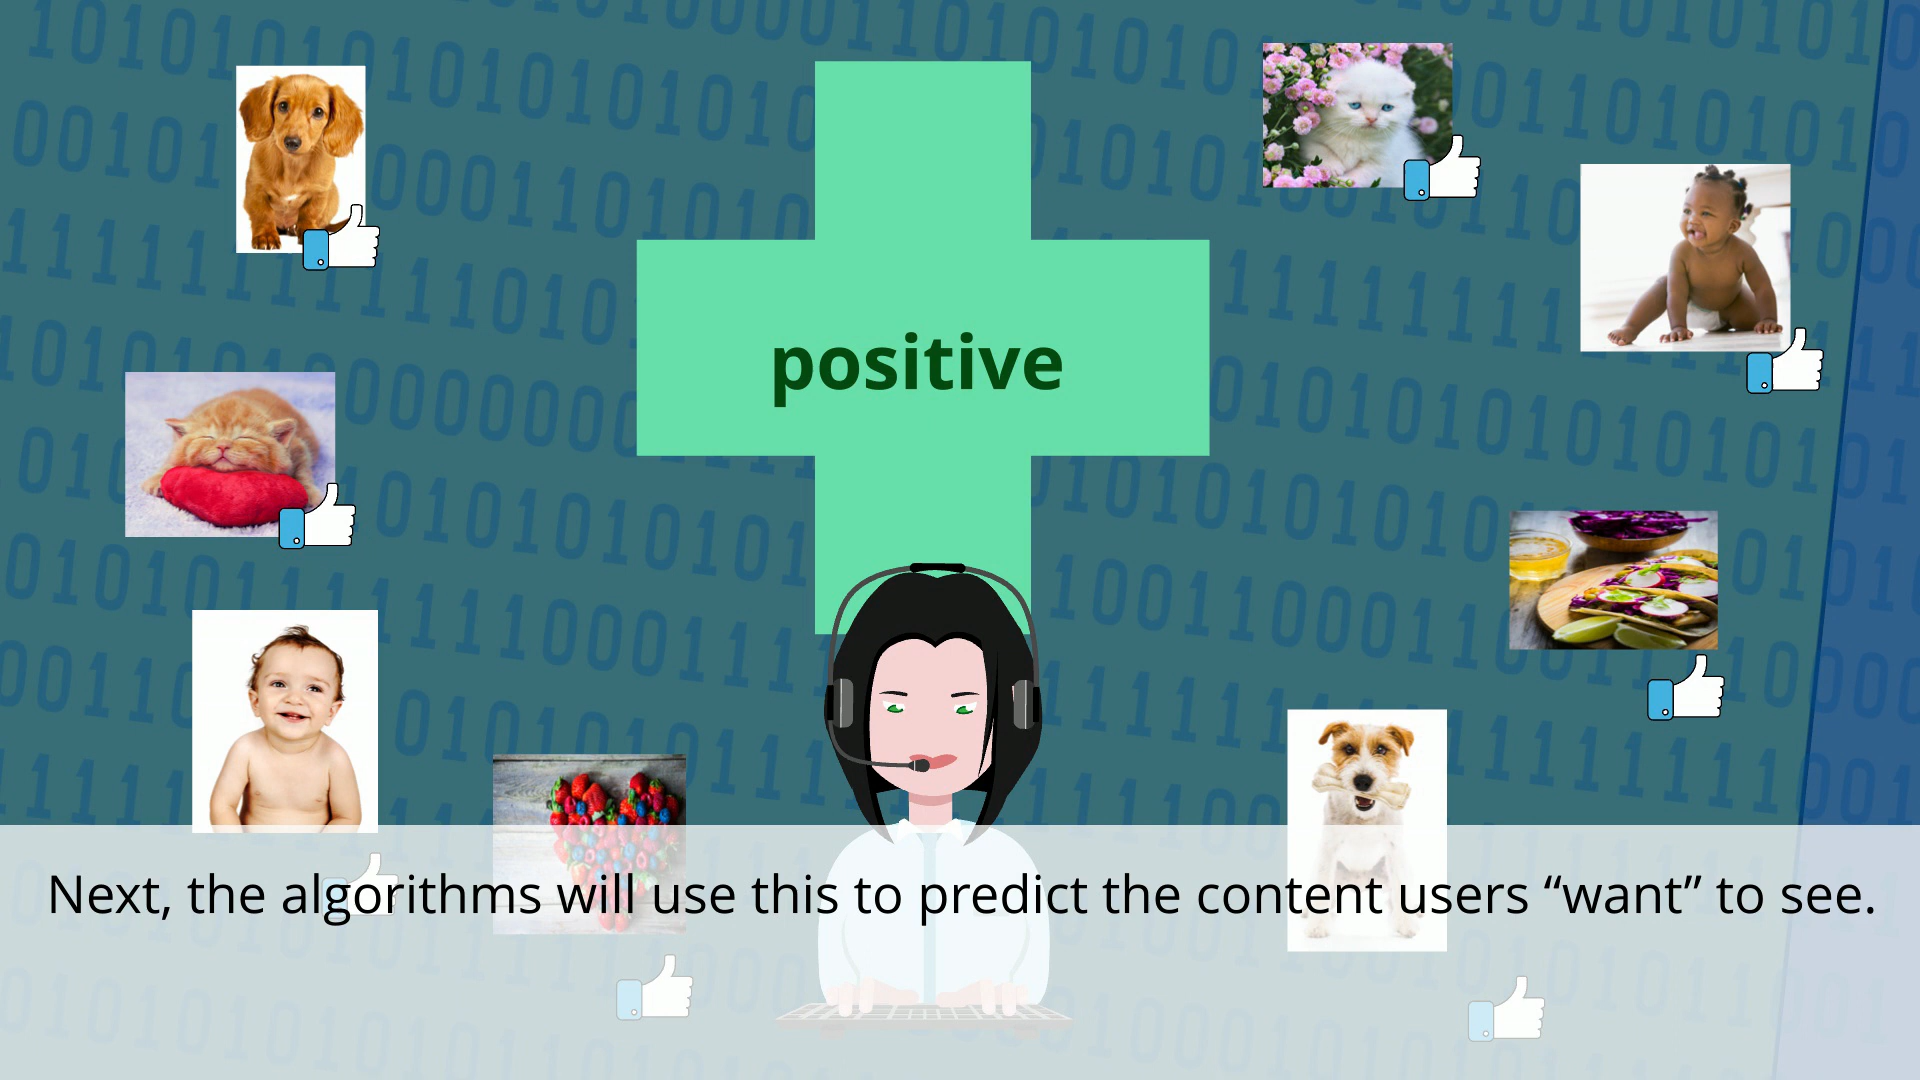 positive
Next, the algorithms will use this to predict the content users “want” to see.